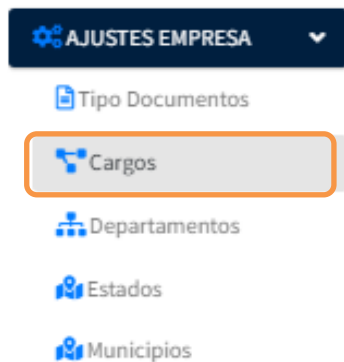 AJUSTES EMPRESA
Tipo Documentos
Cargos
Departamentos
Estados
Municipios